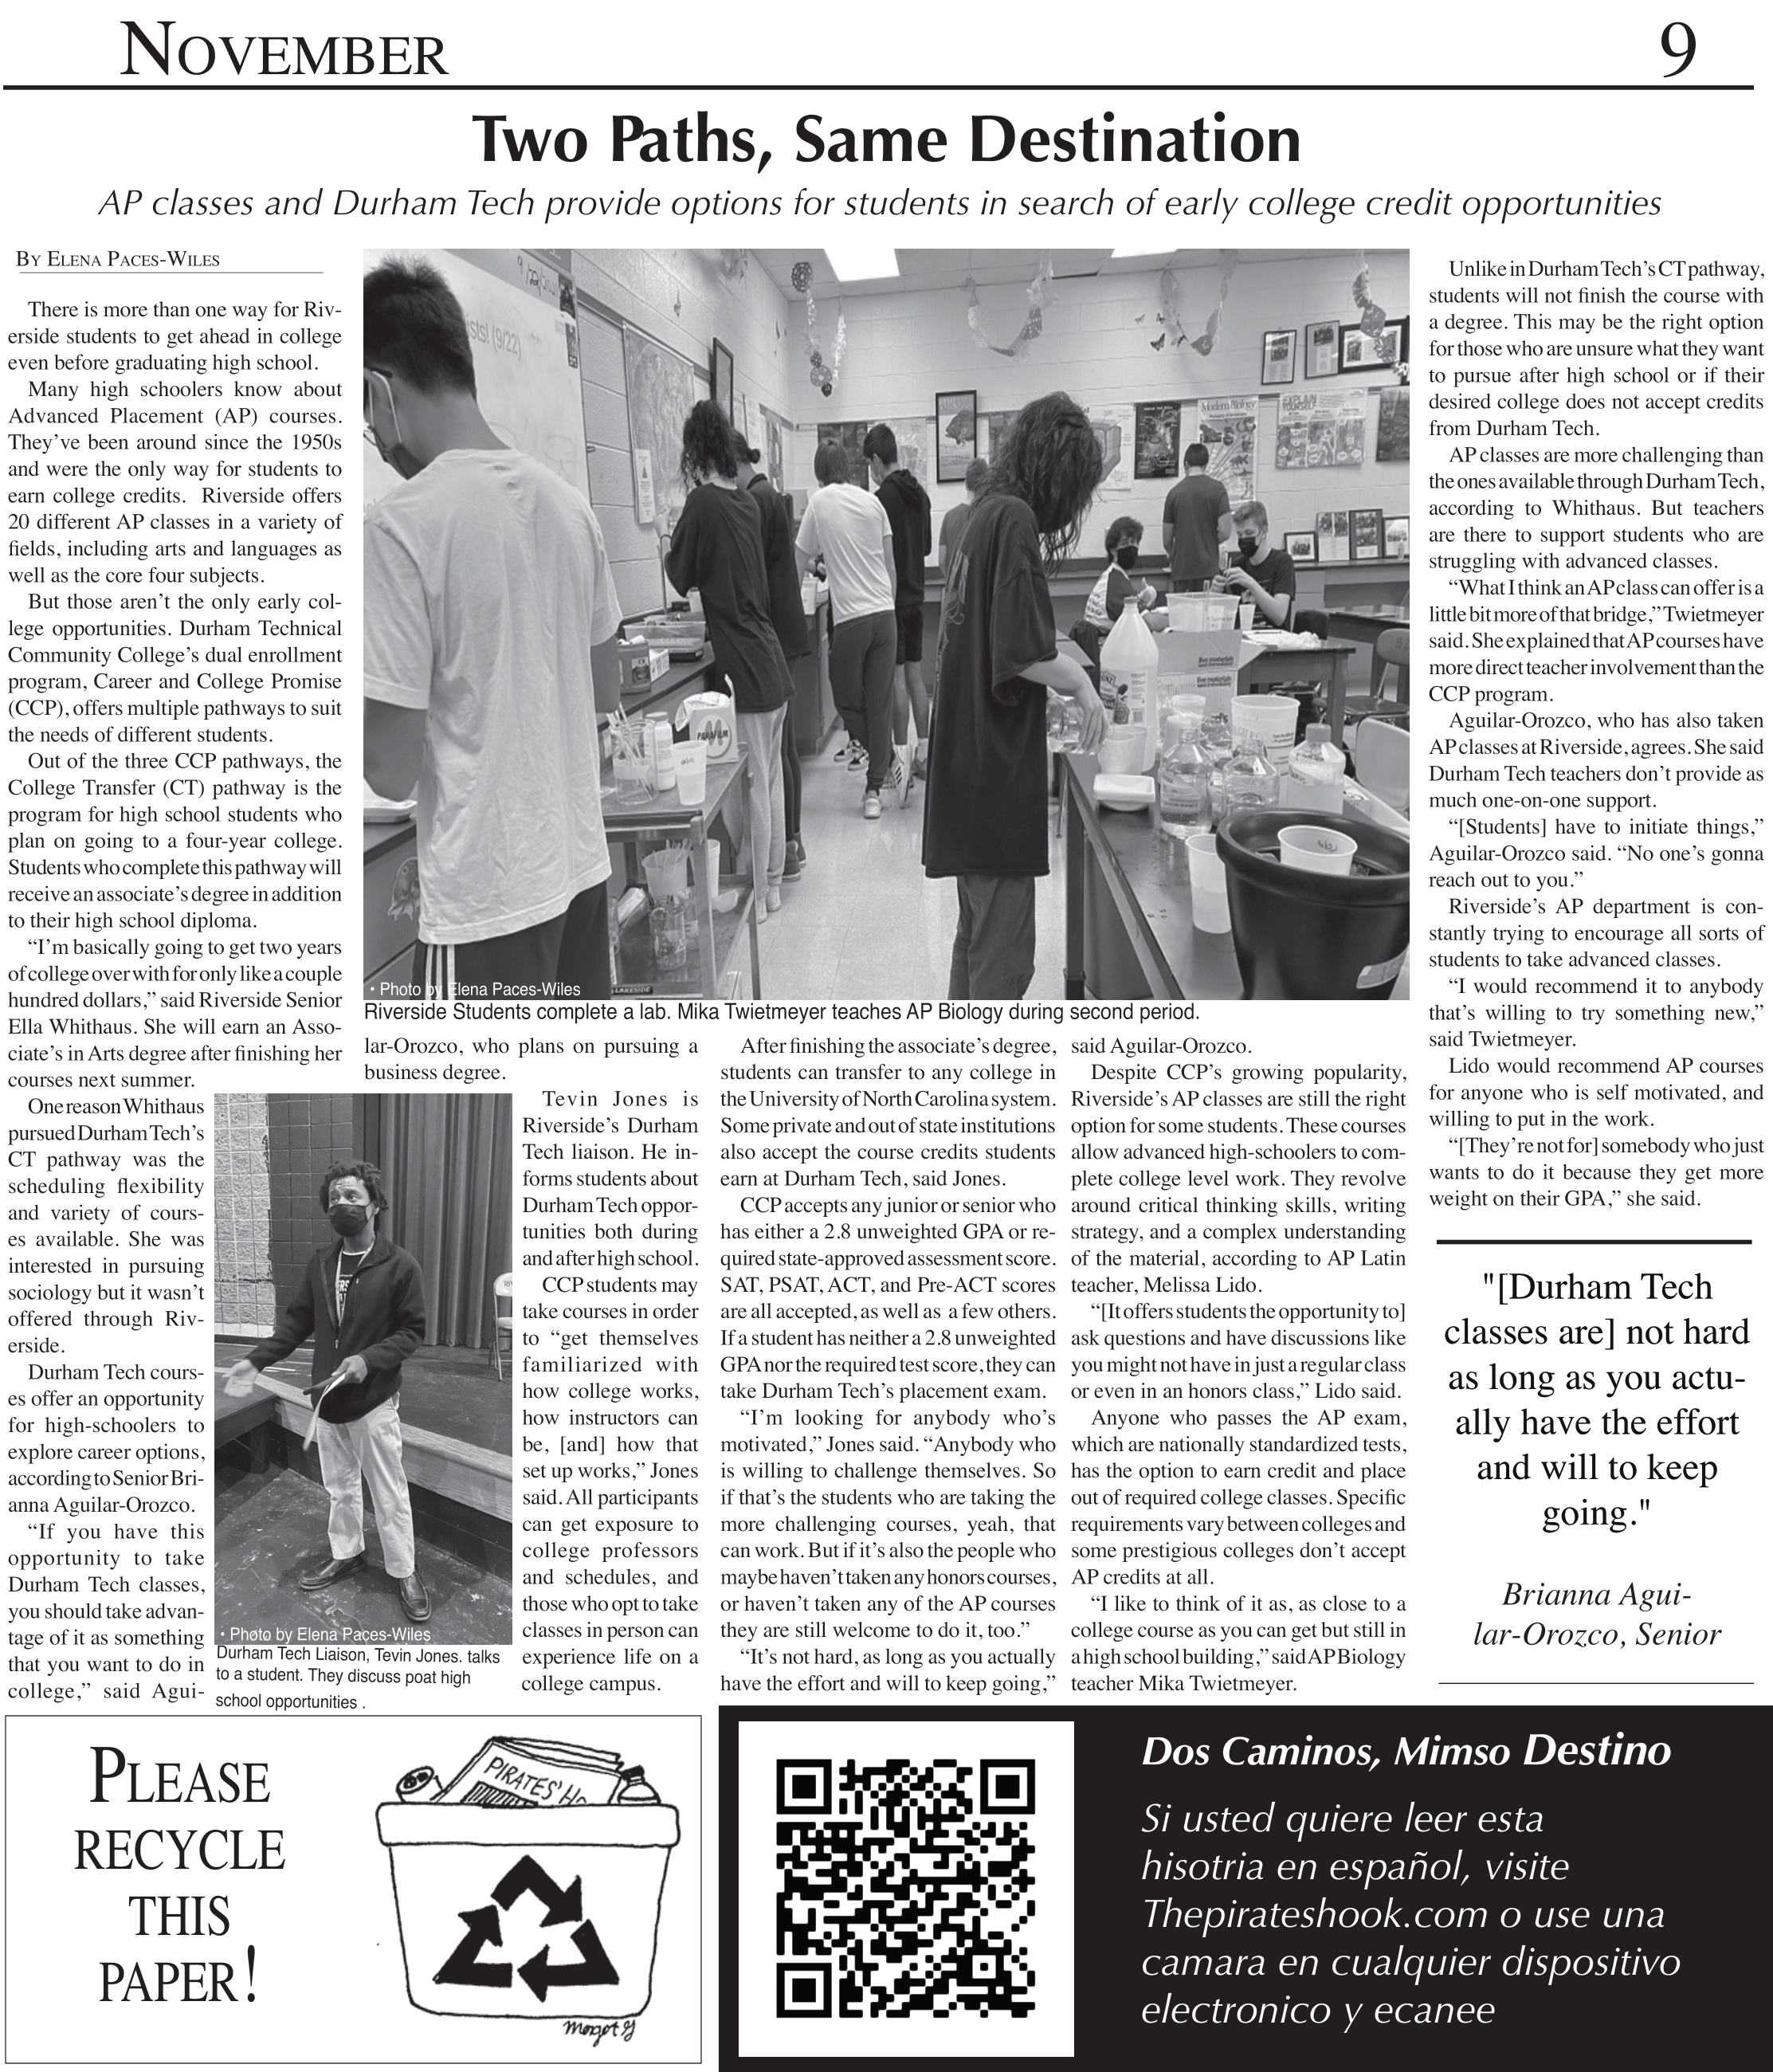 NOVEMBER
9
Two Paths, Same Destination
AP classes and Durham Tech provide options for students in search of early college credit opportunities
BY ELENA PACES-WILES
There is more than one way for Riv-
erside students to get ahead in college
even before graduating high school.
Many high schoolers know about
Advanced Placement (AP) courses.
They've been around since the 1950s
and were the only way for students to
earn college credits.  Riverside offers
20 different AP classes in a variety of
fields, including arts and languages as
well as the core four subjects.
But those aren't the only early col-
lege opportunities. Durham Technical
Community College's dual enrollment
program, Career and College Promise
(CCP), offers multiple pathways to suit
the needs of different students.
Out of the three CCP pathways, the
College Transfer (CT) pathway is the
program for high school students who
plan on going to a four-year college.
Students who complete this pathway will
receive an associate's degree in addition
to their high school diploma.
“I'm basically going to get two years
of college over with for only like a couple
hundred dollars,” said Riverside Senior
Ella Whithaus. She will earn an Asso-
ciate's in Arts degree after finishing her
courses next summer.
One reason Whithaus
pursued Durham Tech's
CT pathway was the
scheduling flexibility
and variety of cours-
es available. She was
interested in pursuing
sociology but it wasn't
offered through Riv-
erside.
Durham Tech cours-
es offer an opportunity
for high-schoolers to
explore career options,
according to Senior Bri-
anna Aguilar-Orozco.
“If you have this
opportunity to take
Durham Tech classes,
you should take advan-
tage of it as something
that you want to do in
college,” said Agui-
9/20/2021
ists! (9/22)
PARAFILM
Modern Biology
EXPLAIN
YOURSELF
live materials
live materials
HEINZ
LAKESIDE
• Photo by Elena Paces-Wiles
Riverside Students complete a lab. Mika Twietmeyer teaches AP Biology during second period.
lar-Orozco, who plans on pursuing a
business degree.
Tevin Jones is
Riverside's Durham
Tech liaison. He in-
forms students about
Durham Tech oppor-
tunities both during
and after high school.
CCP students may
take courses in order
to “get themselves
familiarized with
how college works,
how instructors can
be, [and] how that
set up works,” Jones
said. All participants
can get exposure to
college professors
and schedules, and
those who opt to take
classes in person can
experience life on a
college campus.
• Photo by Elena Paces-Wiles
Durham Tech Liaison, Tevin Jones. talks
to a student. They discuss poat high
school opportunities .
After finishing the associate's degree,
students can transfer to any college in
the University of North Carolina system.
Some private and out of state institutions
also accept the course credits students
earn at Durham Tech, said Jones.
CCP accepts any junior or senior who
has either a 2.8 unweighted GPA or re-
quired state-approved assessment score.
SAT, PSAT, ACT, and Pre-ACT scores
are all accepted, as well as  a few others.
If a student has neither a 2.8 unweighted
GPA nor the required test score, they can
take Durham Tech's placement exam.
“I'm looking for anybody who's
motivated,” Jones said. “Anybody who
is willing to challenge themselves. So
if that's the students who are taking the
more challenging courses, yeah, that
can work. But if it's also the people who
maybe haven't taken any honors courses,
or haven't taken any of the AP courses
they are still welcome to do it, too.”
“It's not hard, as long as you actually
have the effort and will to keep going,”
said Aguilar-Orozco.
Despite CCP's growing popularity,
Riverside's AP classes are still the right
option for some students. These courses
allow advanced high-schoolers to com-
plete college level work. They revolve
around critical thinking skills, writing
strategy, and a complex understanding
of the material, according to AP Latin
teacher, Melissa Lido.
“[It offers students the opportunity to]
ask questions and have discussions like
you might not have in just a regular class
or even in an honors class,” Lido said.
Anyone who passes the AP exam,
which are nationally standardized tests,
has the option to earn credit and place
out of required college classes. Specific
requirements vary between colleges and
some prestigious colleges don't accept
AP credits at all.
“I like to think of it as, as close to a
college course as you can get but still in
a high school building,” said AP Biology
teacher Mika Twietmeyer.
Unlike in Durham Tech's CT pathway,
students will not finish the course with
a degree. This may be the right option
for those who are unsure what they want
to pursue after high school or if their
desired college does not accept credits
from Durham Tech.
AP classes are more challenging than
the ones available through Durham Tech,
according to Whithaus. But teachers
are there to support students who are
struggling with advanced classes.
“What I think an AP class can offer is a
little bit more of that bridge,” Twietmeyer
said. She explained that AP courses have
more direct teacher involvement than the
CCP program.
Aguilar-Orozco, who has also taken
AP classes at Riverside, agrees. She said
Durham Tech teachers don't provide as
much one-on-one support.
“[Students] have to initiate things,”
Aguilar-Orozco said. “No one's gonna
reach out to you.”
Riverside's AP department is con-
stantly trying to encourage all sorts of
students to take advanced classes.
“I would recommend it to anybody
that's willing to try something new,”
said Twietmeyer.
Lido would recommend AP courses
for anyone who is self motivated, and
willing to put in the work.
“[They're not for] somebody who just
wants to do it because they get more
weight on their GPA,” she said.
"[Durham Tech
classes are] not hard
as long as you actu-
ally have the effort
and will to keep
going."
Brianna Agui-
lar-Orozco, Senior
PLEASE
RECYCLE
THIS
PAPER!
PIRATES' HO
Margot G
Dos Caminos, Mimso Destino
Si usted quiere leer esta
hisotria en español, visite
Thepirateshook.com o use una
camara en cualquier dispositivo
electronico y ecanee